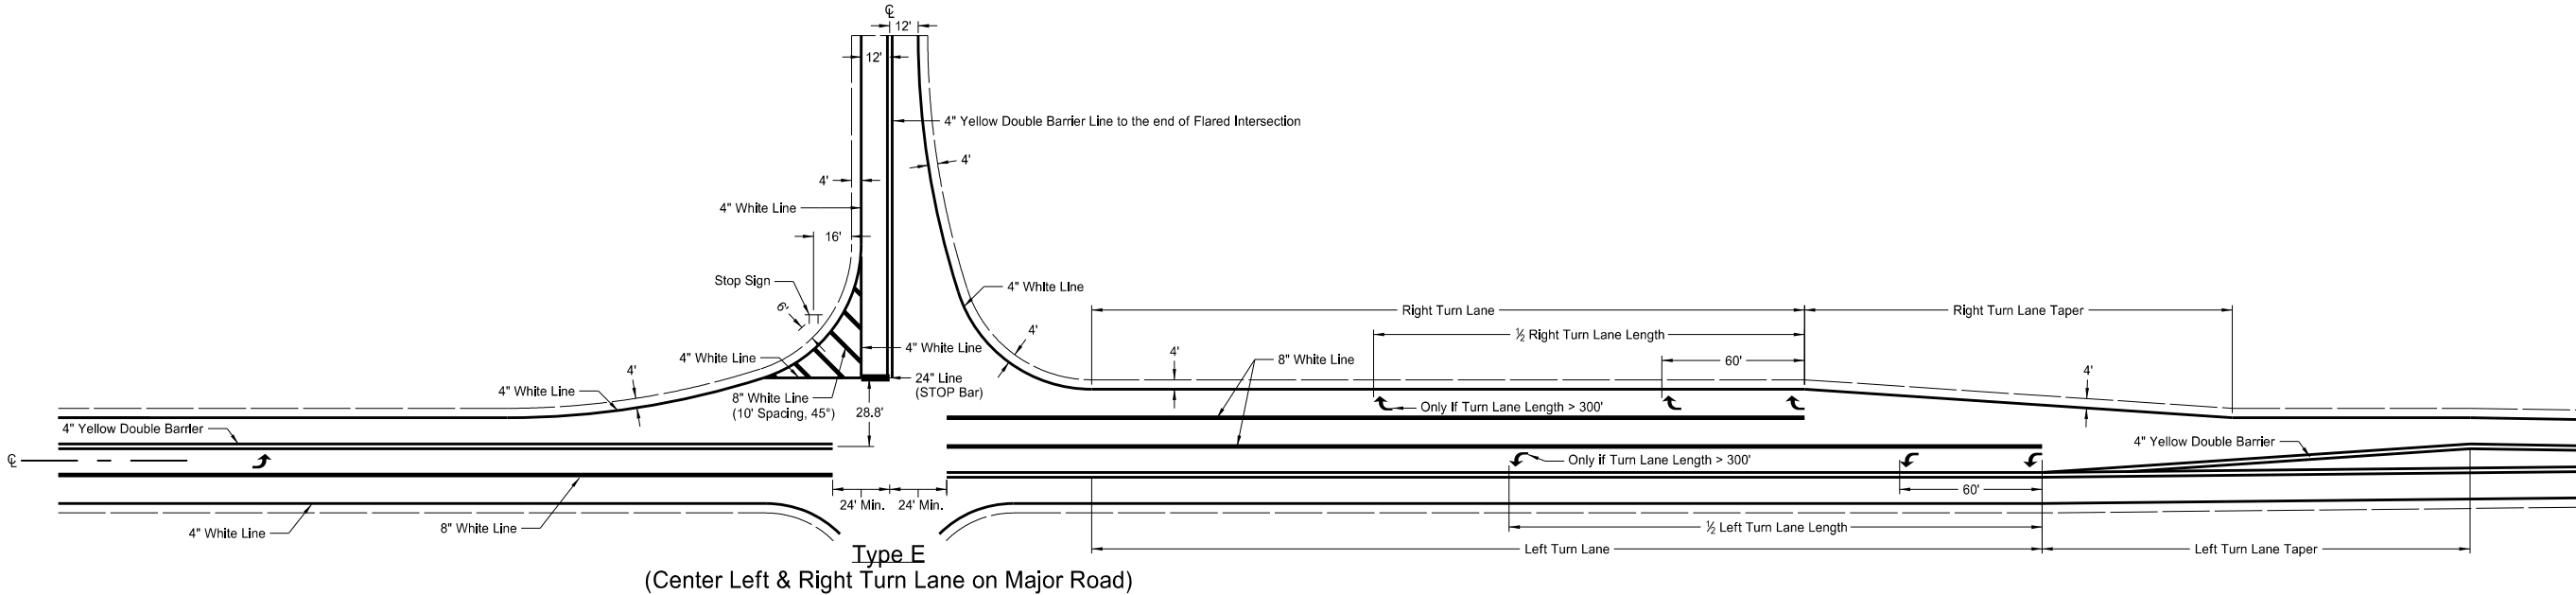 ℄
12'
12'
4" Yellow Double Barrier Line to the end of Flared Intersection
4'
4'
4" White Line
16'
Stop Sign
6'
4" White Line
Right Turn Lane
Right Turn Lane Taper
½ Right Turn Lane Length
4'
4" White Line
4" White Line
8" White Line
60'
4'
4'
4'
24" Line
(STOP Bar)
4" White Line
8" White Line
(10' Spacing, 45°)
28.8'
Only If Turn Lane Length > 300'
4" Yellow Double Barrier
4" Yellow Double Barrier
℄
Only if Turn Lane Length > 300'
60'
24' Min.
24' Min.
4" White Line
8" White Line
½ Left Turn Lane Length
Left Turn Lane
Left Turn Lane Taper
Type E
(Center Left & Right Turn Lane on Major Road)